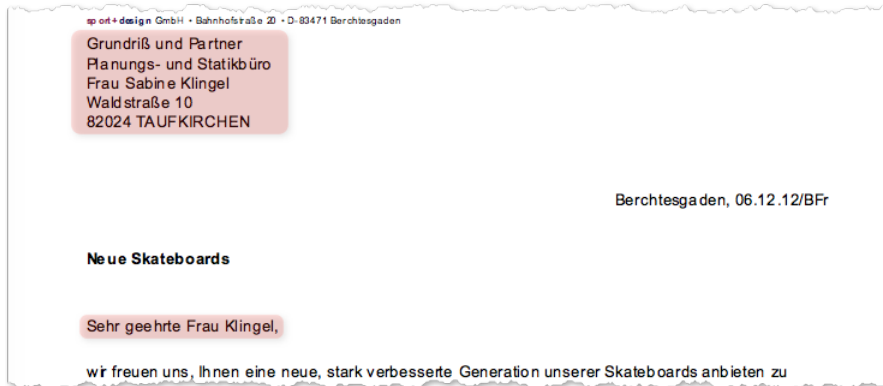 sport+design GmbH • Bahnhofstraße 20 • D-83471 Berchtesgaden
Grundriß und Partner
Planungs- und Statikbüro
Frau Sabine Klingel
Waldstraße 10
82024 TAUFKIRCHEN
Berchtesgaden, 06.12.12/BFr
Neue Skateboards
Sehr geehrte Frau Klingel,
wir freuen uns, Ihnen eine neue, stark verbesserte Generation unserer Skateboards anbieten zu